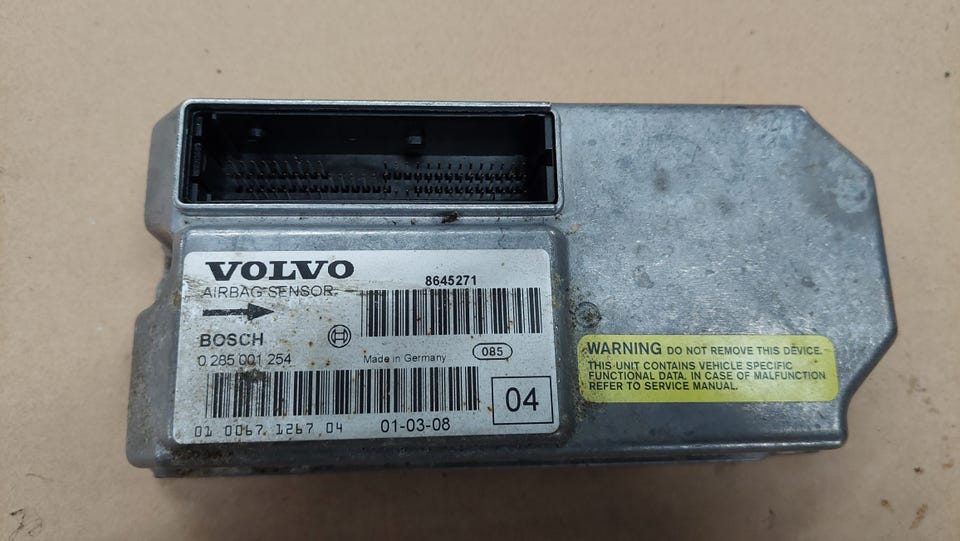 VOLVO
AIRBAG SENSOR
8645271
BOSCH
0 285 001 254
Made in Germany
085
04
01 0067 1267 04
01-03-08
WARNING DO NOT REMOVE THIS DEVICE.
THIS UNIT CONTAINS VEHICLE SPECIFIC
FUNCTIONAL DATA. IN CASE OF MALFUNCTION
REFER TO SERVICE MANUAL.